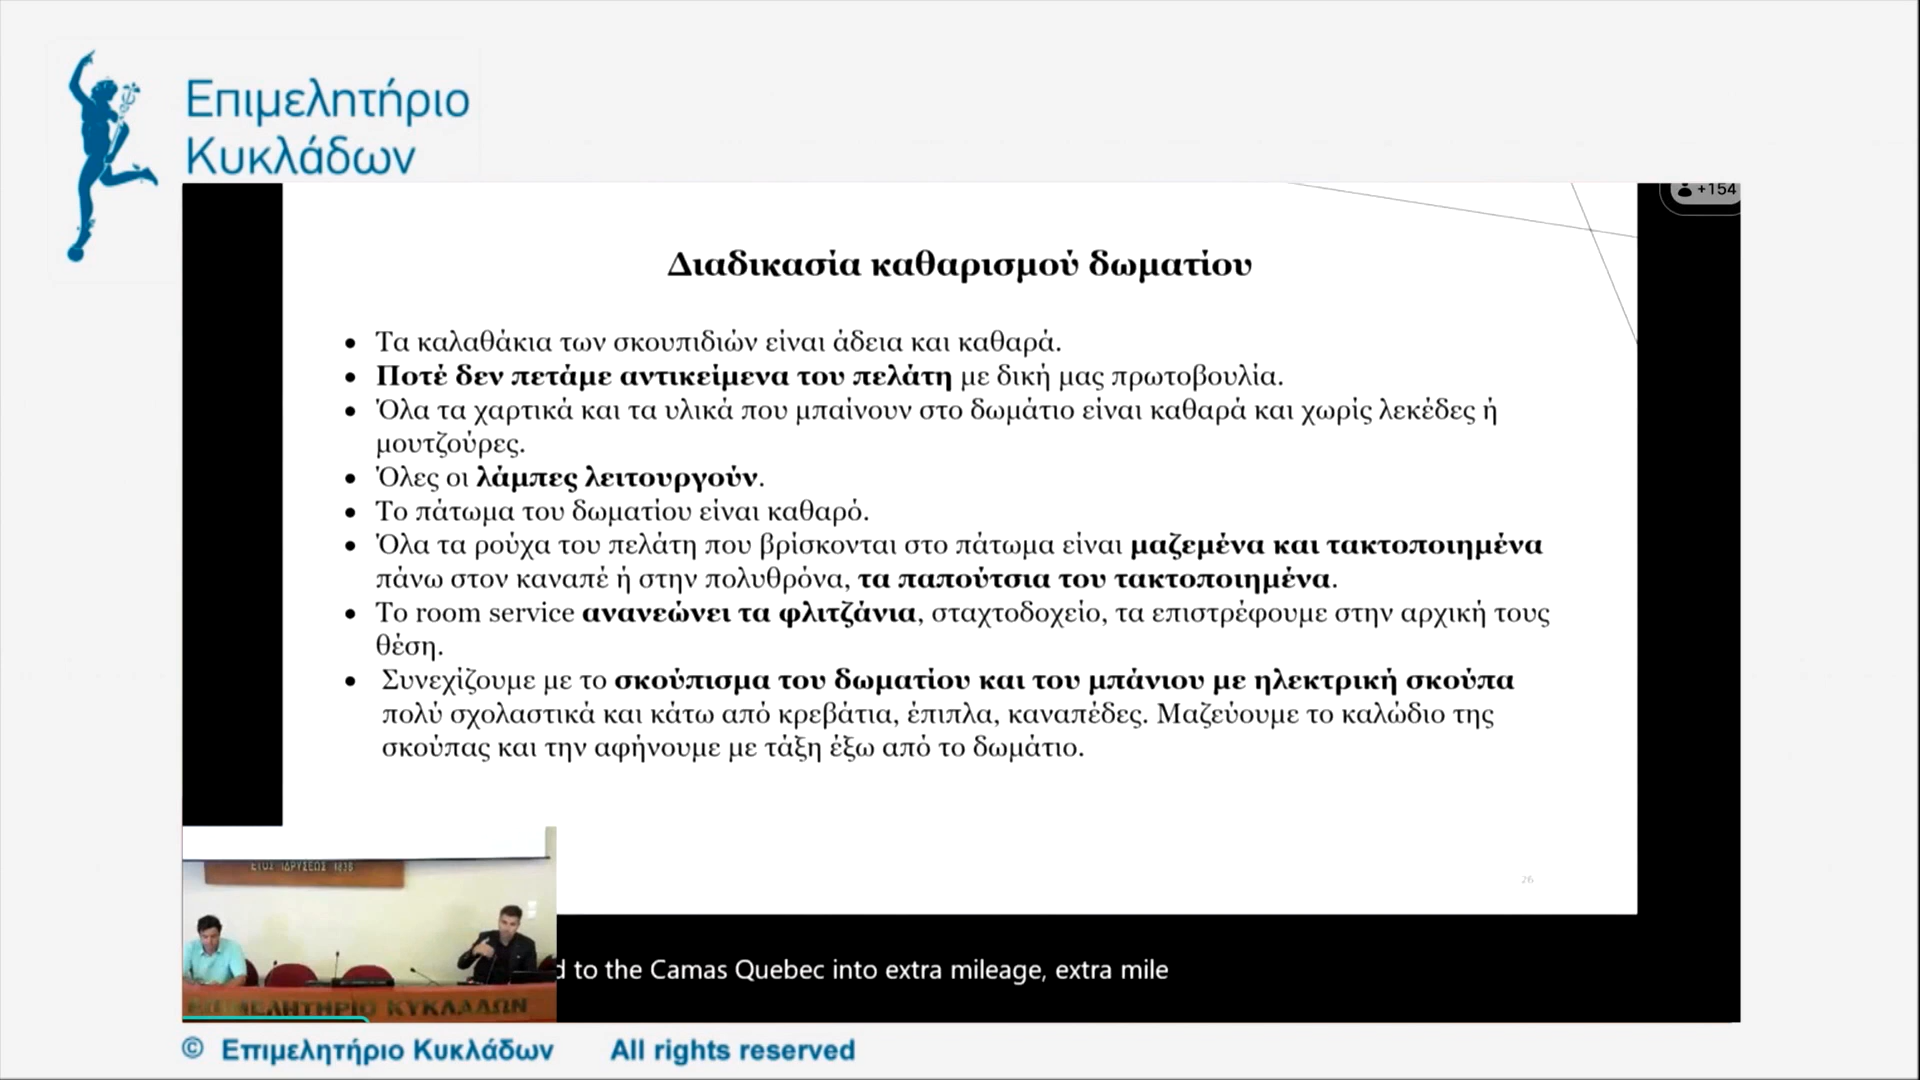 Επιμελητήριο
Κυκλάδων
+154
Διαδικασία καθαρισμού δωματίου
• Τα καλαθάκια των σκουπιδιών είναι άδεια και καθαρά.
• Ποτέ δεν πετάμε αντικείμενα του πελάτη με δική μας πρωτοβουλία.
• Όλα τα χαρτικά και τα υλικά που μπαίνουν στο δωμάτιο είναι καθαρά και χωρίς λεκέδες ή
μουτζούρες.
• Όλες οι λάμπες λειτουργούν.
• Το πάτωμα του δωματίου είναι καθαρό.
• Όλα τα ρούχα του πελάτη που βρίσκονται στο πάτωμα είναι μαζεμένα και τακτοποιημένα
πάνω στον καναπέ ή στην πολυθρόνα, τα παπούτσια του τακτοποιημένα.
• Το room service ανανεώνει τα φλιτζάνια, σταχτοδοχείο, τα επιστρέφουμε στην αρχική τους
θέση.
• Συνεχίζουμε με το σκούπισμα του δωματίου και του μπάνιου με ηλεκτρική σκούπα
πολύ σχολαστικά και κάτω από κρεβάτια, έπιπλα, καναπέδες. Μαζεύουμε το καλώδιο της
σκούπας και την αφήνουμε με τάξη έξω από το δωμάτιο.
26
ΕΤΟΣ ΙΔΡΥΣΕΩΣ 1836
ΕΠΙΜΕΛΗΤΗΡΙΟ ΚΥΚΛΑΔΩΝ
d to the Camas Quebec into extra mileage, extra mile
© Επιμελητήριο Κυκλάδων All rights reserved